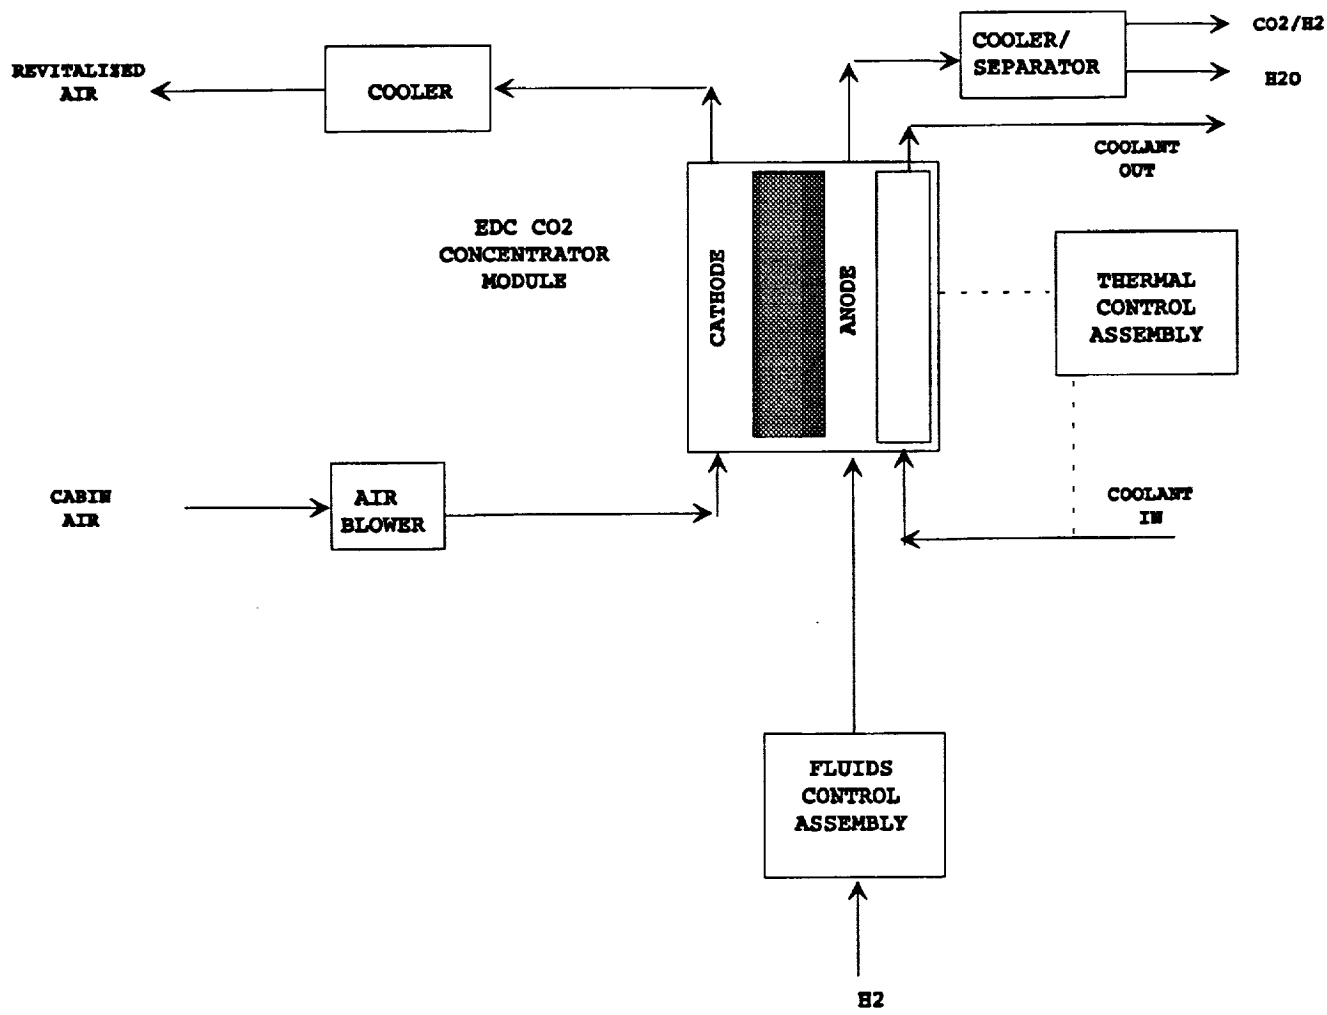 CO2/H2
COOLER/
SEPARATOR
REVITALIZED
AIR
COOLER
H2O
COOLANT
OUT
EDC CO2
CONCENTRATOR
MODULE
CATHODE
ANODE
THERMAL
CONTROL
ASSEMBLY
CABIN
AIR
AIR
BLOWER
COOLANT
IN
FLUIDS
CONTROL
ASSEMBLY
H2